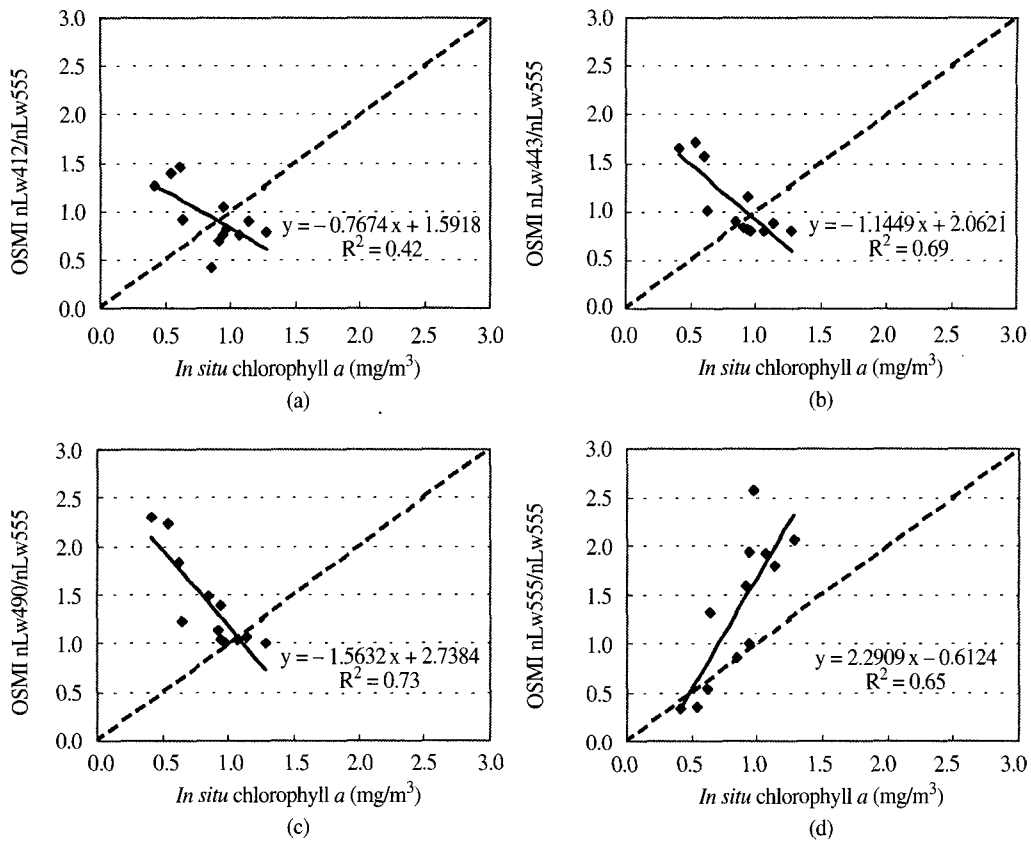 3.0
2.5
2.0
1.5
1.0
0.5
0.0
OSMI nLw412/nLw555
y = − 0.7674 x + 1.5918
R² = 0.42
0.0 0.5 1.0 1.5 2.0 2.5 3.0
In situ chlorophyll a (mg/m³)
(a)
3.0
2.5
2.0
1.5
1.0
0.5
0.0
OSMI nLw443/nLw555
y = −1.1449 x + 2.0621
R² = 0.69
0.0 0.5 1.0 1.5 2.0 2.5 3.0
In situ chlorophyll a (mg/m³)
(b)
3.0
2.5
2.0
1.5
1.0
0.5
0.0
OSMI nLw490/nLw555
y = − 1.5632 x + 2.7384
R² = 0.73
0.0 0.5 1.0 1.5 2.0 2.5 3.0
In situ chlorophyll a (mg/m³)
(c)
3.0
2.5
2.0
1.5
1.0
0.5
0.0
OSMI nLw555/nLw555
y = 2.2909 x − 0.6124
R² = 0.65
0.0 0.5 1.0 1.5 2.0 2.5 3.0
In situ chlorophyll a (mg/m³)
(d)